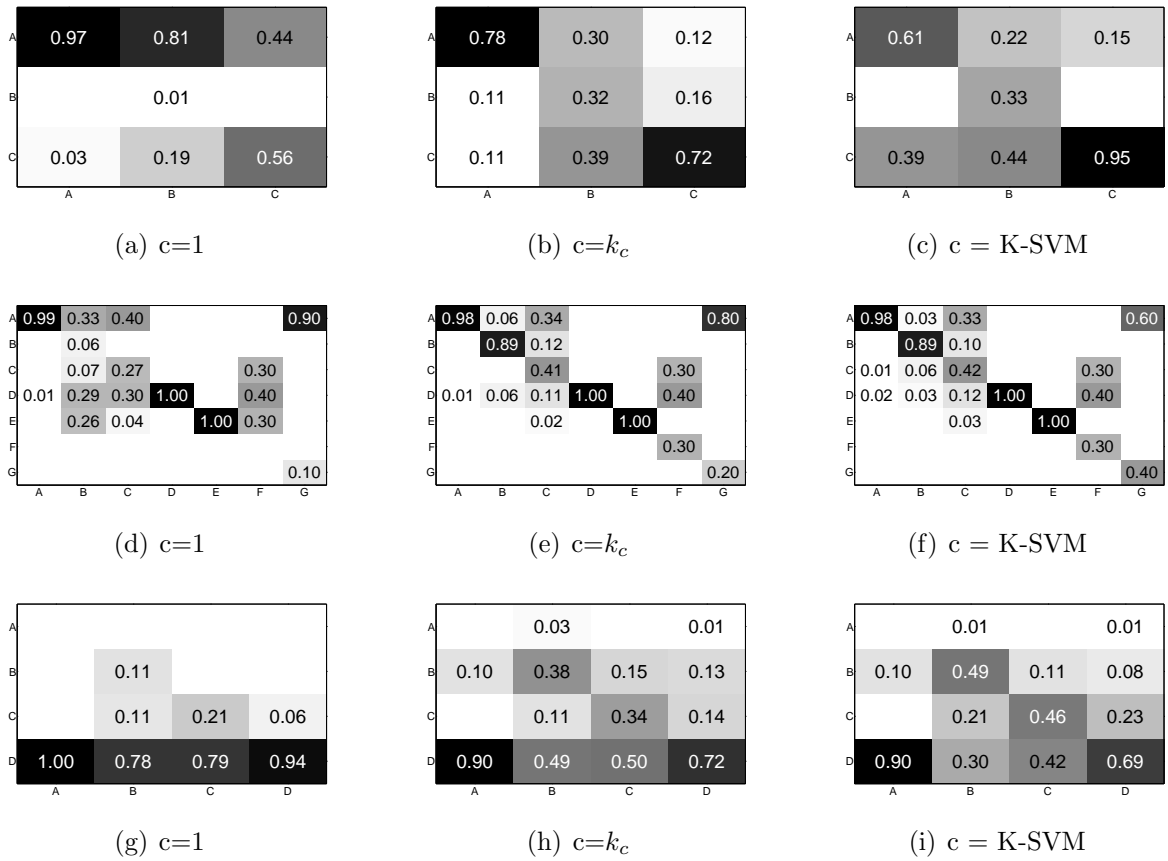 A 0.97 0.81 0.44
B 0.01
C 0.03 0.19 0.56
A B C
(a) c=1
A 0.78 0.30 0.12
B 0.11 0.32 0.16
C 0.11 0.39 0.72
A B C
(b) c=k_c
A 0.61 0.22 0.15
B 0.33
C 0.39 0.44 0.95
A B C
(c) c = K-SVM
A 0.99 0.33 0.40 0.90
B 0.06
C 0.07 0.27 0.30
D 0.01 0.29 0.30 1.00 0.40
E 0.26 0.04 1.00 0.30
F
G 0.10
A B C D E F G
(d) c=1
A 0.98 0.06 0.34 0.80
B 0.89 0.12
C 0.41 0.30
D 0.01 0.06 0.11 1.00 0.40
E 0.02 1.00
F 0.30
G 0.20
A B C D E F G
(e) c=k_c
A 0.98 0.03 0.33 0.60
B 0.89 0.10
C 0.01 0.06 0.42 0.30
D 0.02 0.03 0.12 1.00 0.40
E 0.03 1.00
F 0.30
G 0.40
A B C D E F G
(f) c = K-SVM
A
B 0.11
C 0.11 0.21 0.06
D 1.00 0.78 0.79 0.94
A B C D
(g) c=1
A 0.03 0.01
B 0.10 0.38 0.15 0.13
C 0.11 0.34 0.14
D 0.90 0.49 0.50 0.72
A B C D
(h) c=k_c
A 0.01 0.01
B 0.10 0.49 0.11 0.08
C 0.21 0.46 0.23
D 0.90 0.30 0.42 0.69
A B C D
(i) c = K-SVM